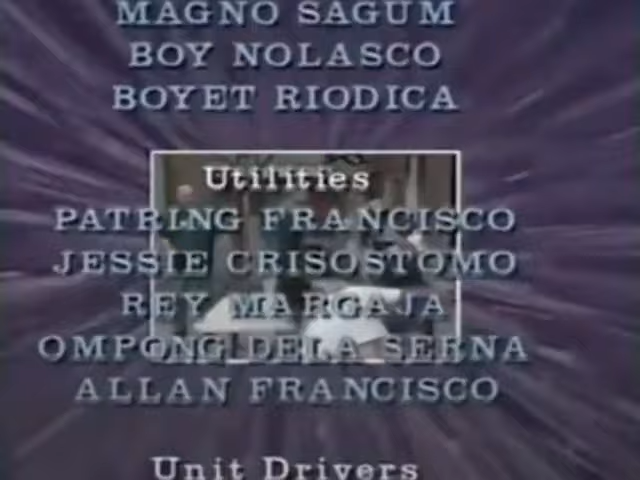 MAGNO SAGUM
BOY NOLASCO
BOYET RIODICA
Utilities
PATRING FRANCISCO
JESSIE CRISOSTOMO
REY MARGAJA
OMPONG DELA SERNA
ALLAN FRANCISCO
Unit Drivers